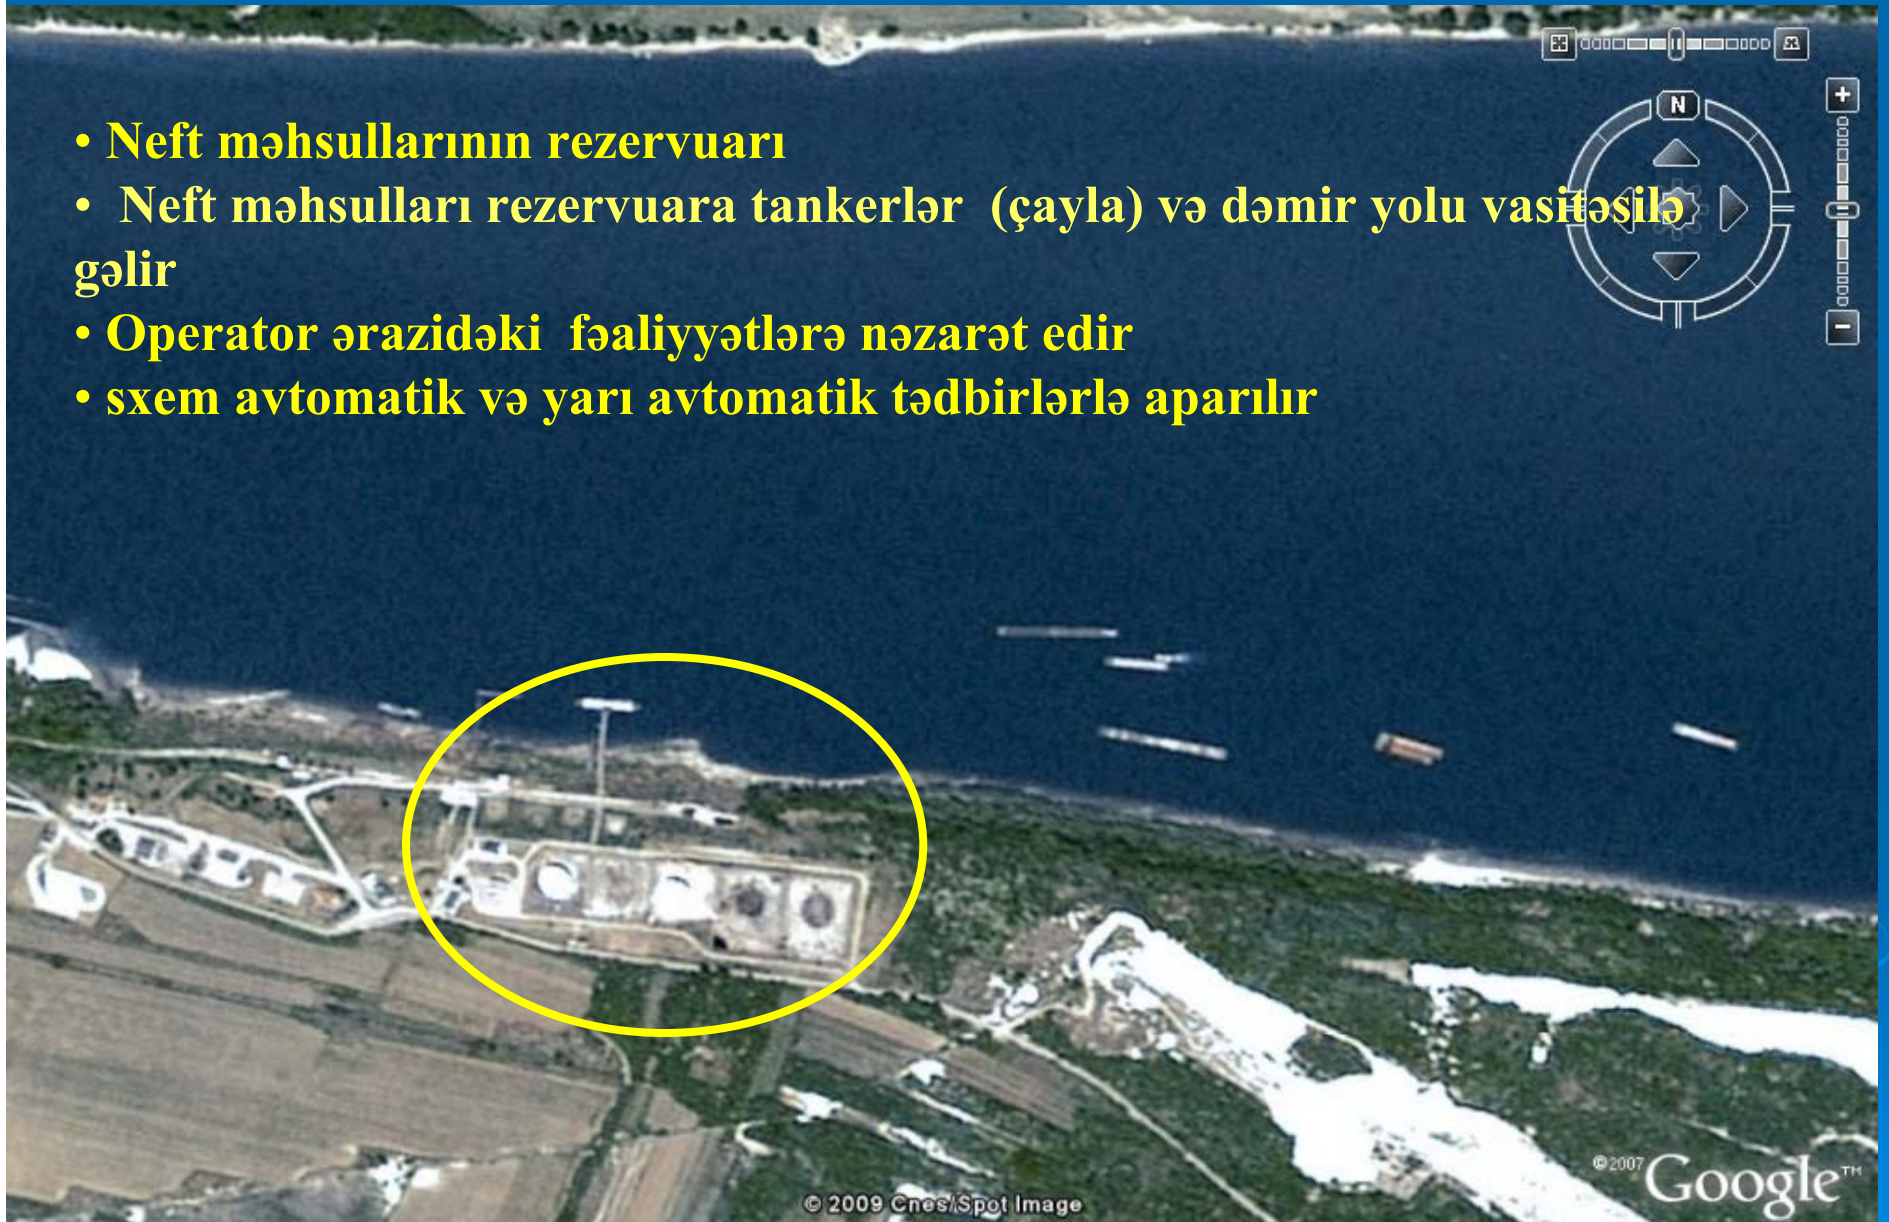 N
• Neft məhsullarının rezervuarı
• Neft məhsulları rezervuara tankerlər (çayla) və dəmir yolu vasitəsilə
gəlir
• Operator ərazidəki fəaliyyətlərə nəzarət edir
• sxem avtomatik və yarı avtomatik tədbirlərlə aparılır
©2007 Google™
© 2009 Cnes/Spot Image